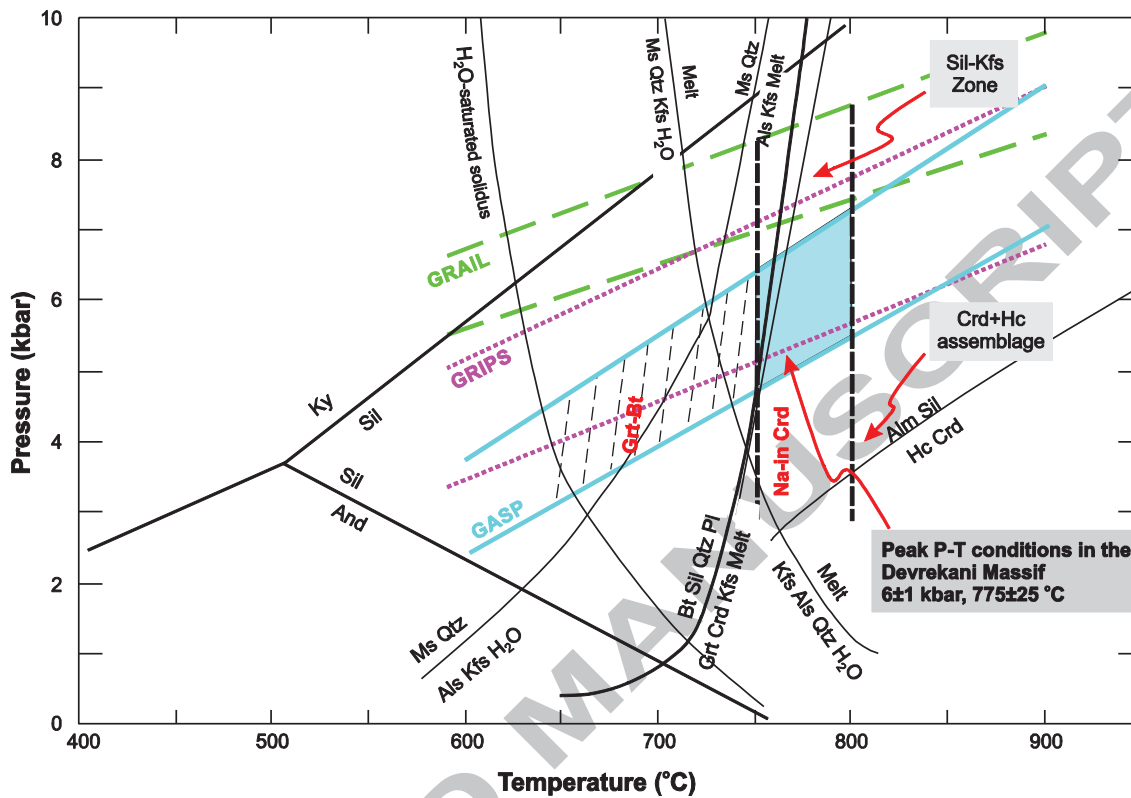 10
8
6
4
2
0
Pressure (kbar)
400
500
600
700
800
900
Temperature (°C)
H2O-saturated solidus
Melt
Ms Qtz Kfs H2O
Ms Qtz
Als Kfs Melt
Sil-Kfs
Zone
GRAIL
GRIPS
GASP
Ky
Sil
Sil
And
Grt-Bt
Na-in Crd
Crd+Hc
assemblage
Alm Sil
Hc Crd
Bt Sil Qtz Pl
Grt Crd Kfs Melt
Melt
Kfs Als Qtz H2O
Ms Qtz
Als Kfs H2O
Peak P-T conditions in the
Devrekani Massif
6±1 kbar, 775±25 °C
D MANUSCRIPT